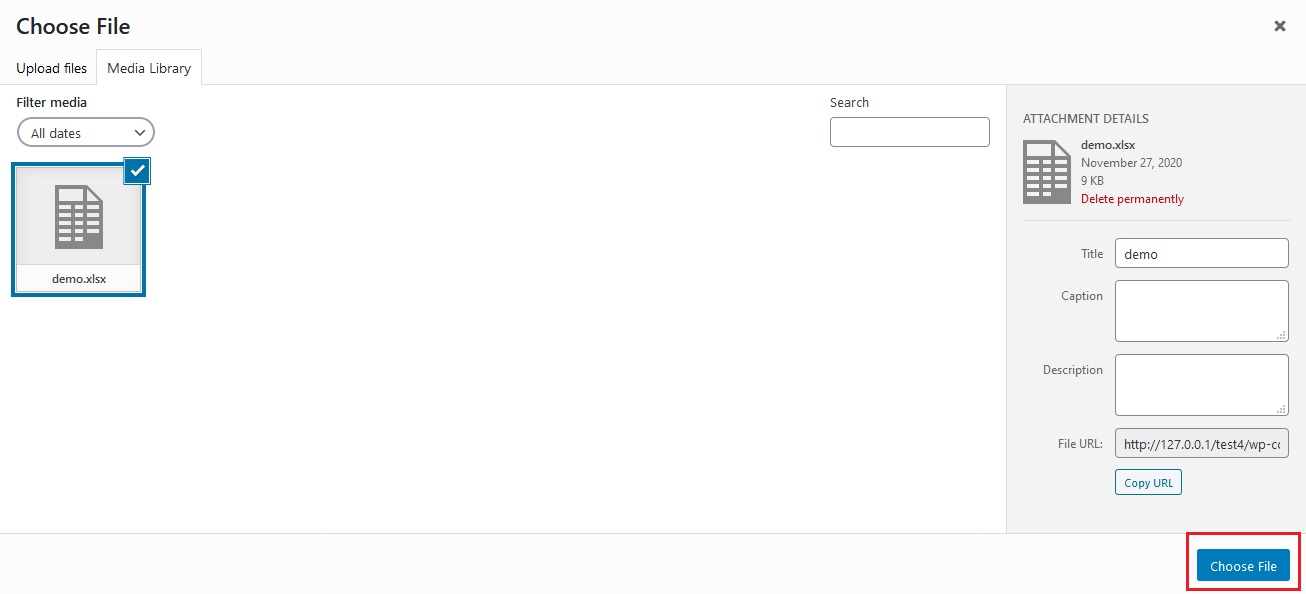 Choose File
Upload files
Media Library
Filter media
All dates
demo.xlsx
Search
ATTACHMENT DETAILS
demo.xlsx
November 27, 2020
9 KB
Delete permanently
Title
demo
Caption
Description
File URL:
http://127.0.0.1/test4/wp-cc
Copy URL
Choose File